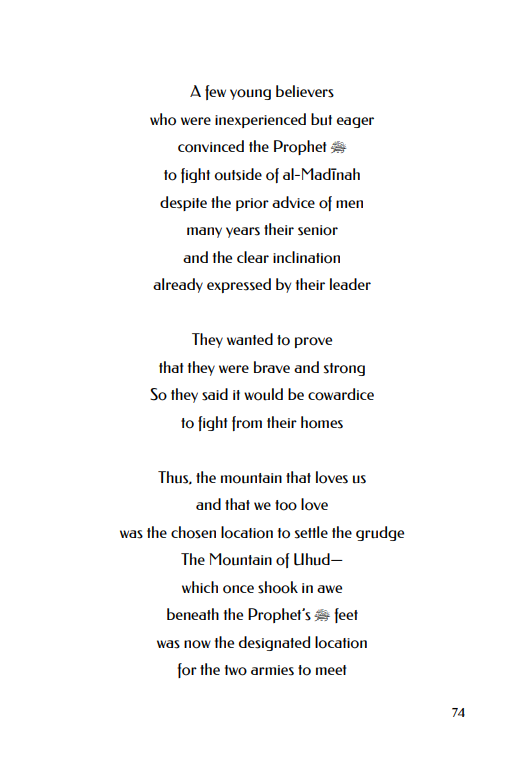 A few young believers
who were inexperienced but eager
convinced the Prophet ﷺ
to fight outside of al-Madīnah
despite the prior advice of men
many years their senior
and the clear inclination
already expressed by their leader
They wanted to prove
that they were brave and strong
So they said it would be cowardice
to fight from their homes
Thus, the mountain that loves us
and that we too love
was the chosen location to settle the grudge
The Mountain of Uhud—
which once shook in awe
beneath the Prophet's ﷺ feet
was now the designated location
for the two armies to meet
74